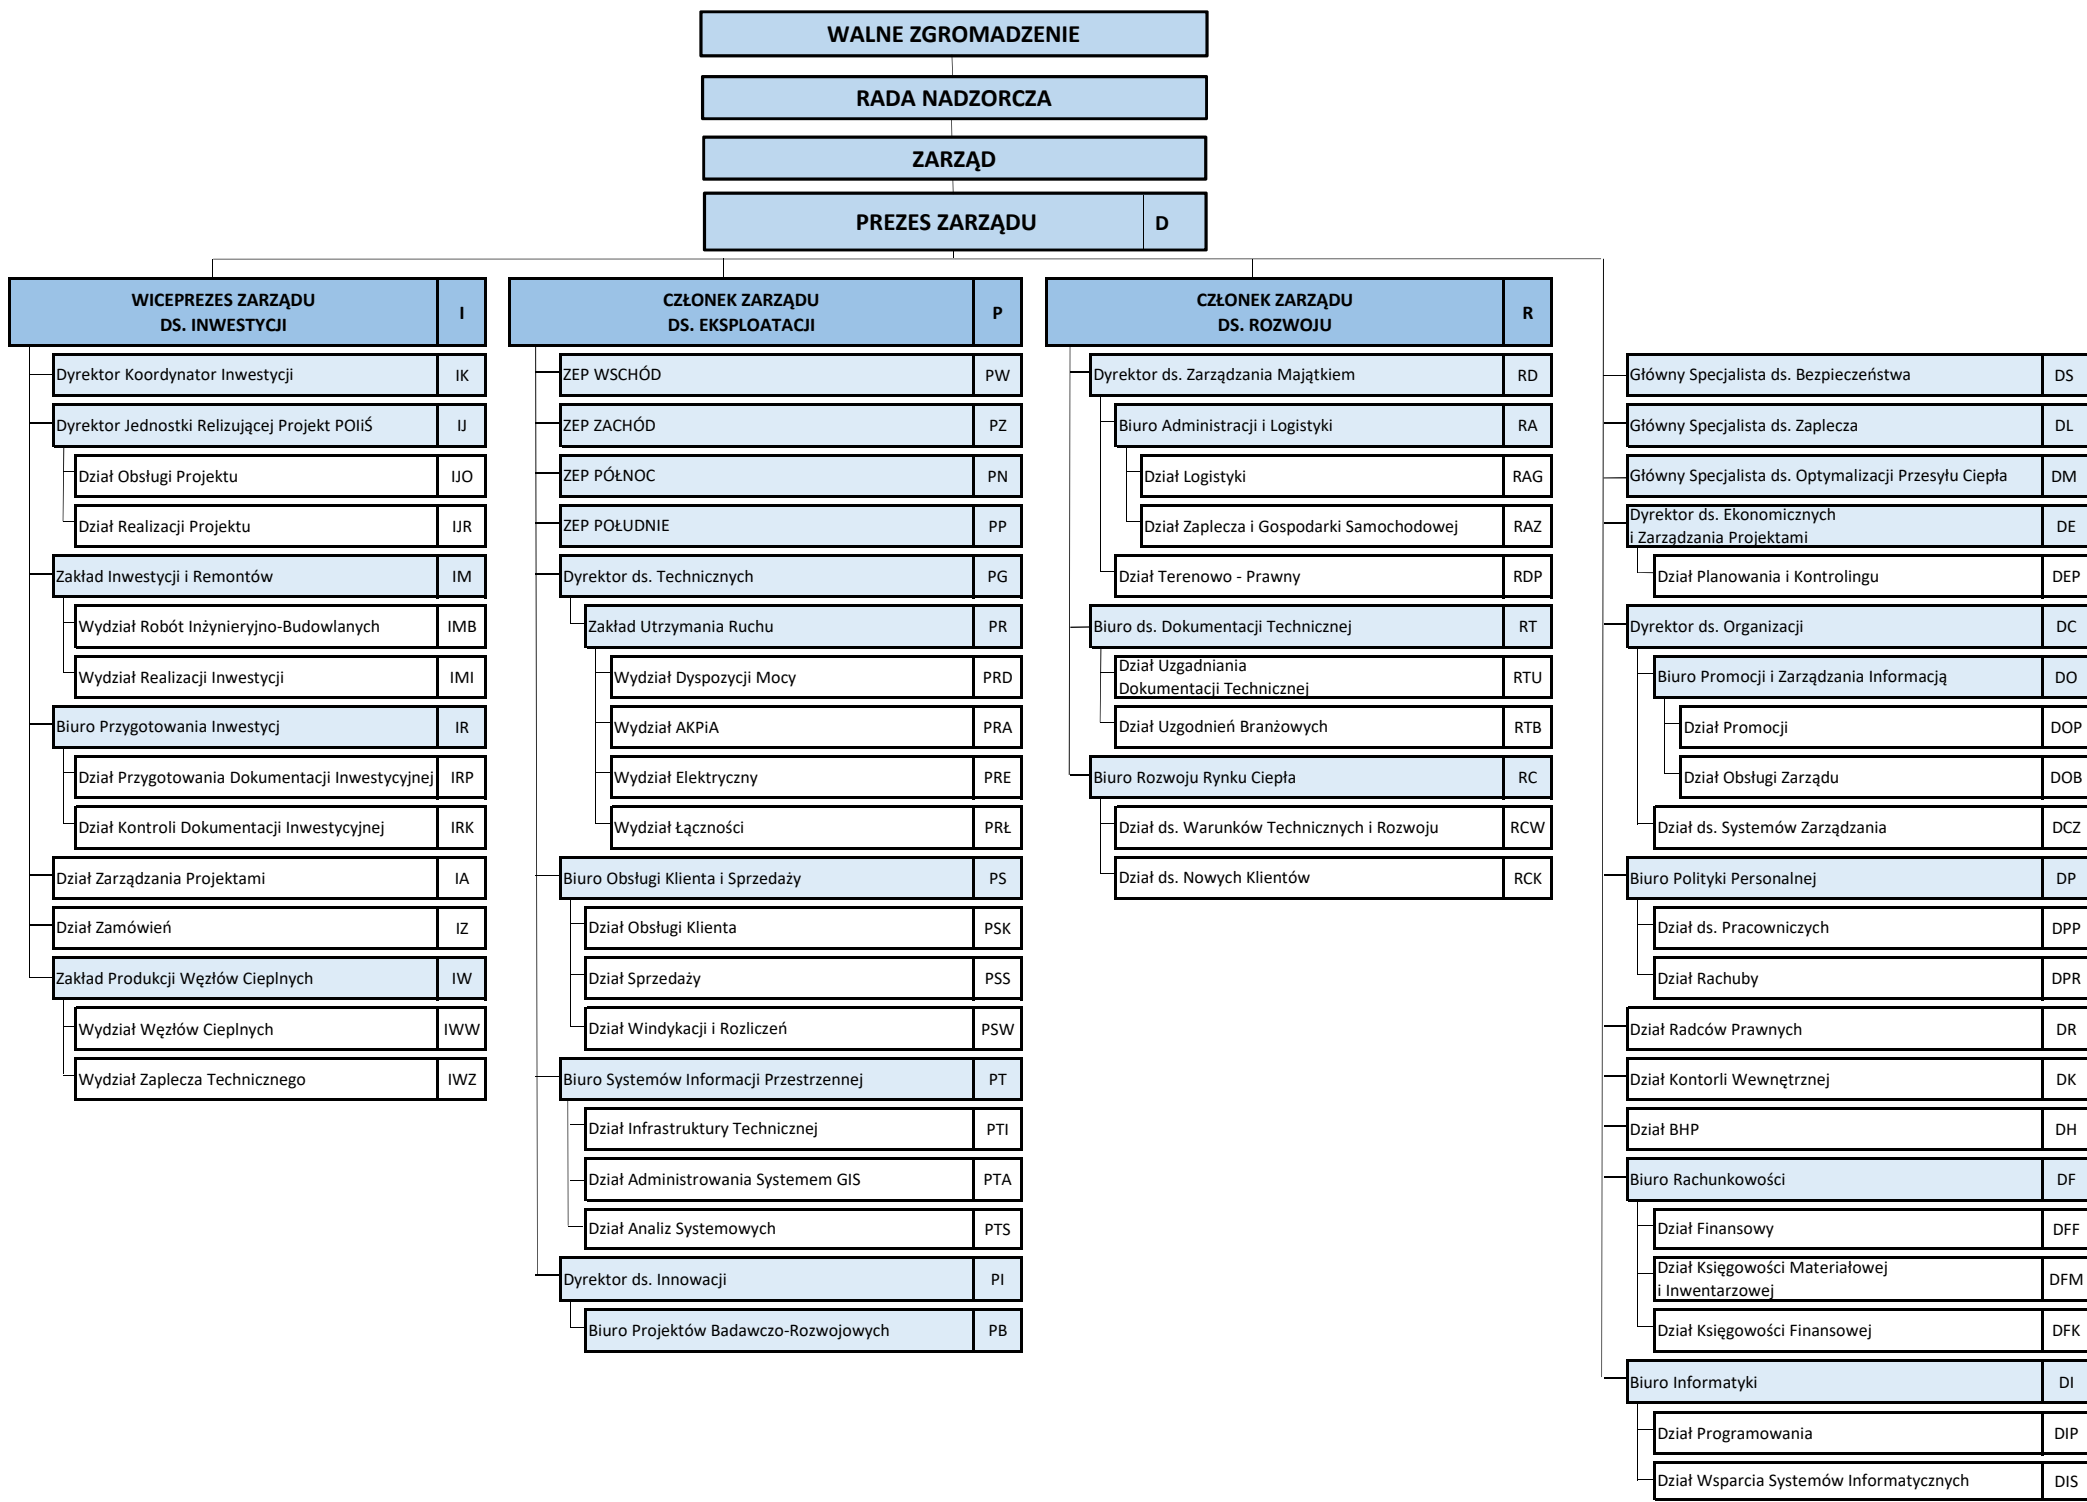 WALNE ZGROMADZENIE
RADA NADZORCZA
ZARZĄD
PREZES ZARZĄDU D
WICEPREZES ZARZĄDU
DS. INWESTYCJI
I
Dyrektor Koordynator Inwestycji IK
Dyrektor Jednostki Relizującej Projekt POIiŚ IJ
Dział Obsługi Projektu IJO
Dział Realizacji Projektu IJR
Zakład Inwestycji i Remontów IM
Wydział Robót Inżynieryjno-Budowlanych IMB
Wydział Realizacji Inwestycji IMI
Biuro Przygotowania Inwestycj IR
Dział Przygotowania Dokumentacji Inwestycyjnej IRP
Dział Kontroli Dokumentacji Inwestycyjnej IRK
Dział Zarządzania Projektami IA
Dział Zamówień IZ
Zakład Produkcji Węzłów Cieplnych IW
Wydział Węzłów Cieplnych IWW
Wydział Zaplecza Technicznego IWZ
CZŁONEK ZARZĄDU
DS. EKSPLOATACJI
P
ZEP WSCHÓD PW
ZEP ZACHÓD PZ
ZEP PÓŁNOC PN
ZEP POŁUDNIE PP
Dyrektor ds. Technicznych PG
Zakład Utrzymania Ruchu PR
Wydział Dyspozycji Mocy PRD
Wydział AKPiA PRA
Wydział Elektryczny PRE
Wydział Łączności PRŁ
Biuro Obsługi Klienta i Sprzedaży PS
Dział Obsługi Klienta PSK
Dział Sprzedaży PSS
Dział Windykacji i Rozliczeń PSW
Biuro Systemów Informacji Przestrzennej PT
Dział Infrastruktury Technicznej PTI
Dział Administrowania Systemem GIS PTA
Dział Analiz Systemowych PTS
Dyrektor ds. Innowacji PI
Biuro Projektów Badawczo-Rozwojowych PB
CZŁONEK ZARZĄDU
DS. ROZWOJU
R
Dyrektor ds. Zarządzania Majątkiem RD
Biuro Administracji i Logistyki RA
Dział Logistyki RAG
Dział Zaplecza i Gospodarki Samochodowej RAZ
Dział Terenowo - Prawny RDP
Biuro ds. Dokumentacji Technicznej RT
Dział Uzgadniania
Dokumentacji Technicznej
RTU
Dział Uzgodnień Branżowych RTB
Biuro Rozwoju Rynku Ciepła RC
Dział ds. Warunków Technicznych i Rozwoju RCW
Dział ds. Nowych Klientów RCK
Główny Specjalista ds. Bezpieczeństwa DS
Główny Specjalista ds. Zaplecza DL
Główny Specjalista ds. Optymalizacji Przesyłu Ciepła DM
Dyrektor ds. Ekonomicznych
i Zarządzania Projektami
DE
Dział Planowania i Kontrolingu DEP
Dyrektor ds. Organizacji DC
Biuro Promocji i Zarządzania Informacją DO
Dział Promocji DOP
Dział Obsługi Zarządu DOB
Dział ds. Systemów Zarządzania DCZ
Biuro Polityki Personalnej DP
Dział ds. Pracowniczych DPP
Dział Rachuby DPR
Dział Radców Prawnych DR
Dział Kontorli Wewnętrznej DK
Dział BHP DH
Biuro Rachunkowości DF
Dział Finansowy DFF
Dział Księgowości Materiałowej
i Inwentarzowej
DFM
Dział Księgowości Finansowej DFK
Biuro Informatyki DI
Dział Programowania DIP
Dział Wsparcia Systemów Informatycznych DIS